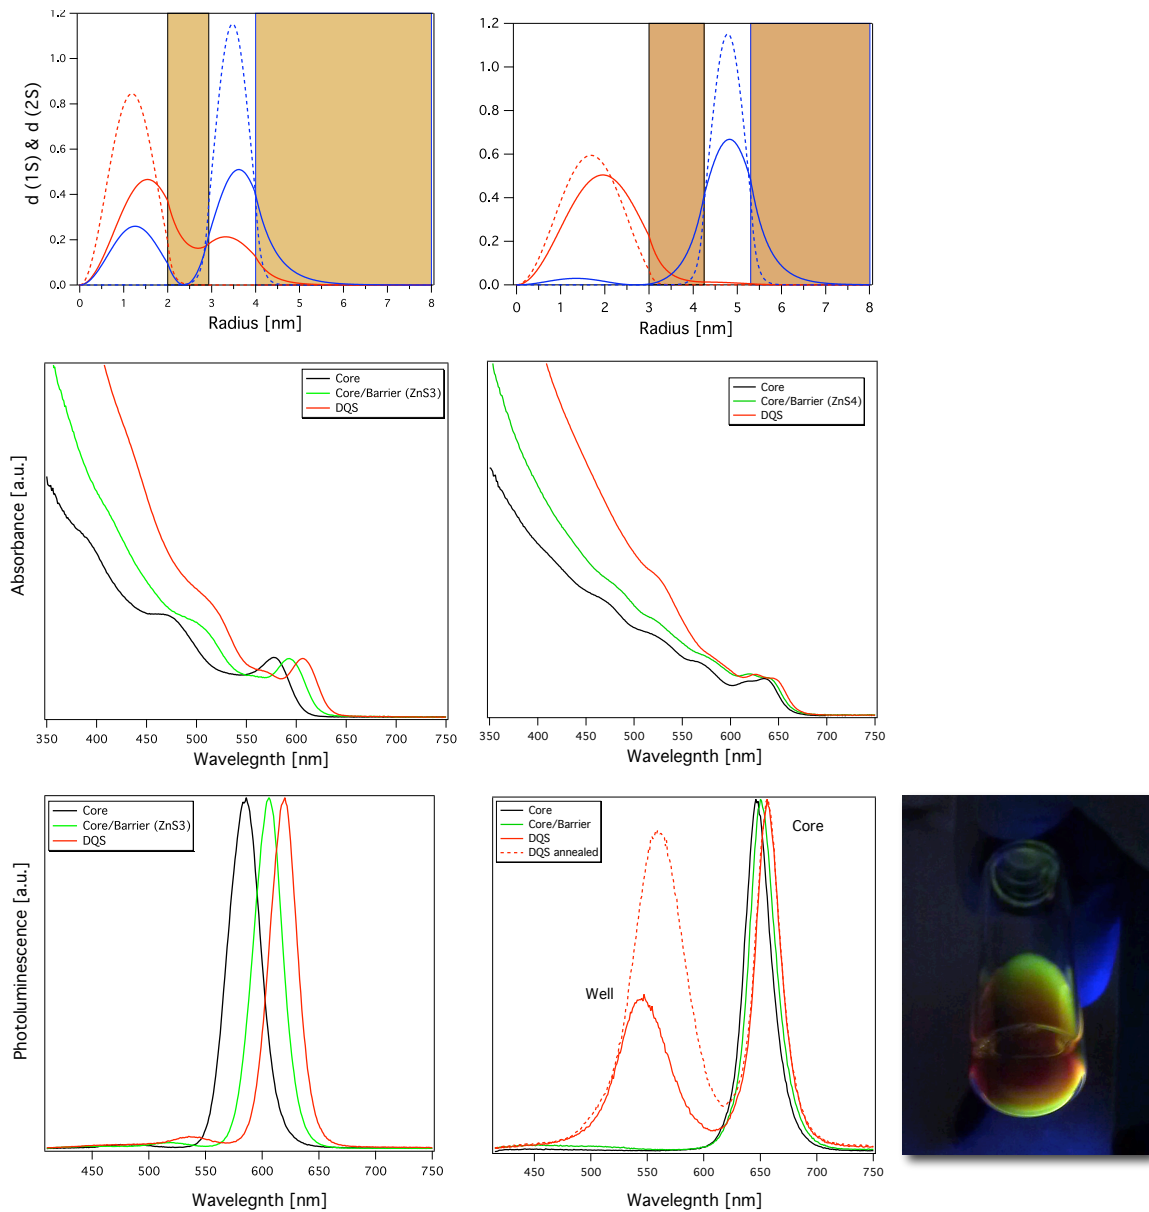 1.2
1.0
0.8
0.6
0.4
0.2
0.0
d (1S) & d (2S)
0 1 2 3 4 5 6 7 8
Radius [nm]
1.2
1.0
0.8
0.6
0.4
0.2
0.0
0 1 2 3 4 5 6 7 8
Radius [nm]
Core
Core/Barrier (ZnS3)
DQS
Absorbance [a.u.]
350 400 450 500 550 600 650 700 750
Wavelegnth [nm]
Core
Core/Barrier (ZnS4)
DQS
350 400 450 500 550 600 650 700 750
Wavelegnth [nm]
Core
Core/Barrier (ZnS3)
DQS
Photoluminescence [a.u.]
450 500 550 600 650 700 750
Wavelegnth [nm]
Core
Core/Barrier
DQS
DQS annealed
Core
Well
450 500 550 600 650 700 750
Wavelegnth [nm]